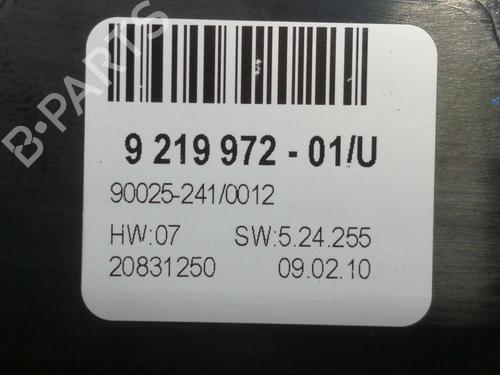 B-PARTS
9 219 972 - 01/U
90025-241/0012
HW:07 SW:5.24.255
20831250 09.02.10